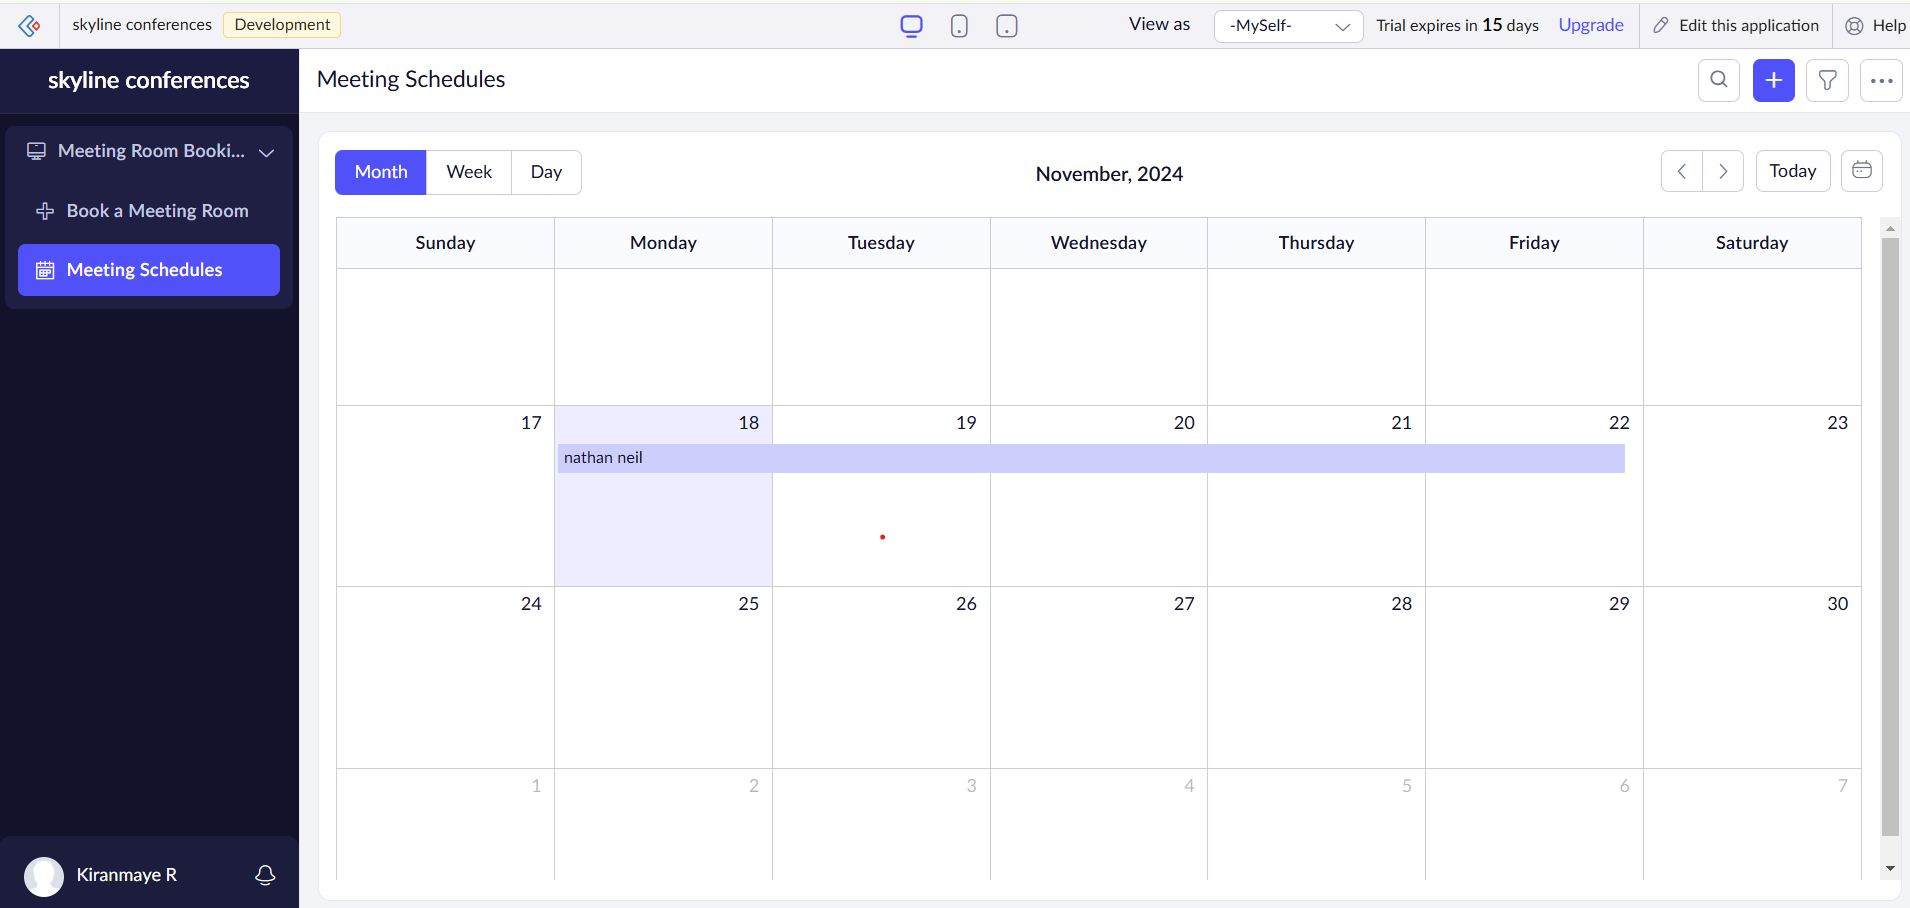 skyline conferences Development View as -MySelf- Trial expires in 15 days Upgrade Edit this application Help
skyline conferences
Meeting Room Booki...
Book a Meeting Room
Meeting Schedules
Kiranmaye R
Meeting Schedules
Month Week Day November, 2024 Today
Sunday Monday Tuesday Wednesday Thursday Friday Saturday
17 18 19 20 21 22 23
nathan neil
24 25 26 27 28 29 30
1 2 3 4 5 6 7